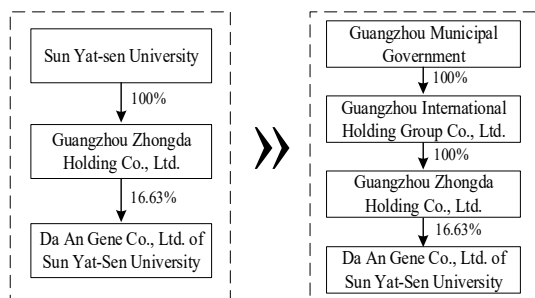 Sun Yat-sen University
100%
Guangzhou Zhongda
Holding Co., Ltd.
16.63%
Da An Gene Co., Ltd. of
Sun Yat-Sen University
»
Guangzhou Municipal
Government
100%
Guangzhou International
Holding Group Co., Ltd.
100%
Guangzhou Zhongda
Holding Co., Ltd.
16.63%
Da An Gene Co., Ltd. of
Sun Yat-Sen University